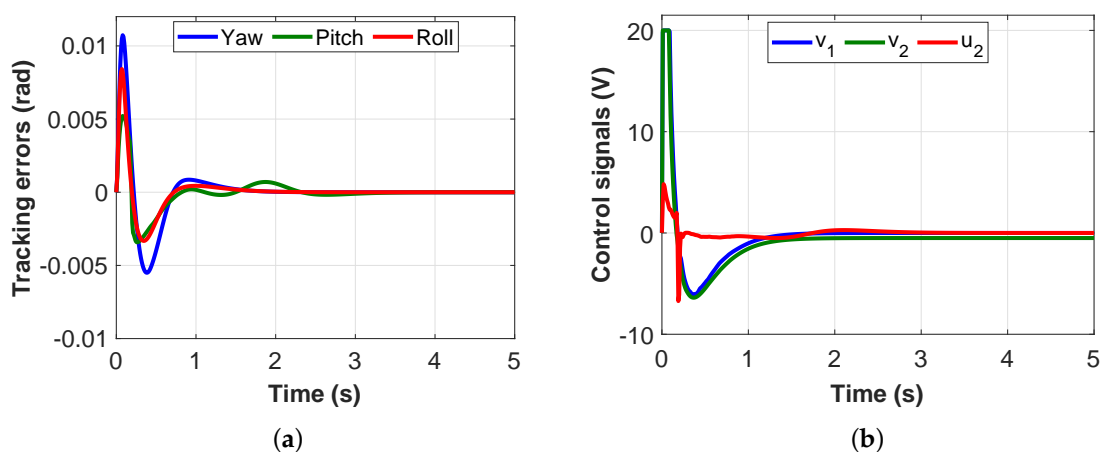 Tracking errors (rad)
0.01
0.005
0
-0.005
-0.01
Yaw Pitch Roll
0 1 2 3 4 5
Time (s)
(a)
Control signals (V)
20
10
0
-10
v1 v2 u2
0 1 2 3 4 5
Time (s)
(b)